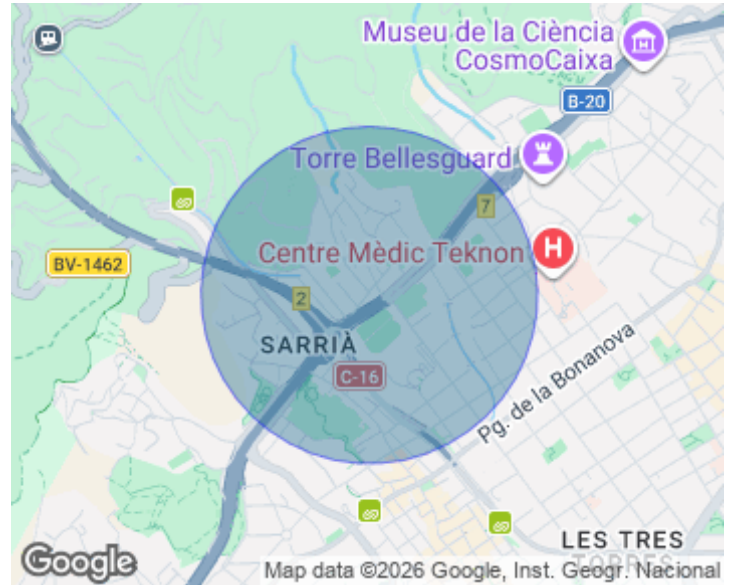 Museu de la Ciència
CosmoCaixa
B-20
Torre Bellesguard
7
Centre Mèdic Teknon
H
BV-1462
2
SARRIÀ
C-16
Pg. de la Bonanova
LES TRES
TORRES
Google
Map data ©2026 Google, Inst. Geogr. Nacional